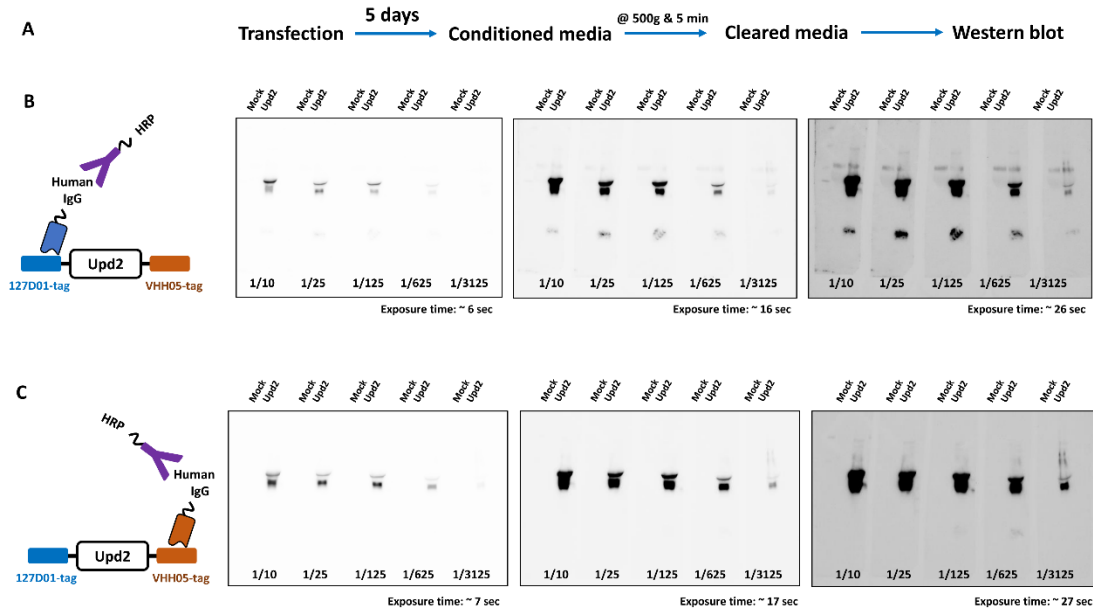 A
Transfection
5 days
Conditioned media
@ 500g & 5 min
Cleared media
Western blot
B
HRP
Human
IgG
Upd2
127D01-tag
VHH05-tag
Mock Upd2 Mock Upd2 Mock Upd2 Mock Upd2 Mock Upd2
1/10 1/25 1/125 1/625 1/3125
Exposure time: ~ 6 sec
Mock Upd2 Mock Upd2 Mock Upd2 Mock Upd2 Mock Upd2
1/10 1/25 1/125 1/625 1/3125
Exposure time: ~ 16 sec
Mock Upd2 Mock Upd2 Mock Upd2 Mock Upd2 Mock Upd2
1/10 1/25 1/125 1/625 1/3125
Exposure time: ~ 26 sec
C
HRP
Human
IgG
Upd2
127D01-tag
VHH05-tag
Mock Upd2 Mock Upd2 Mock Upd2 Mock Upd2 Mock Upd2
1/10 1/25 1/125 1/625 1/3125
Exposure time: ~ 7 sec
Mock Upd2 Mock Upd2 Mock Upd2 Mock Upd2 Mock Upd2
1/10 1/25 1/125 1/625 1/3125
Exposure time: ~ 17 sec
Mock Upd2 Mock Upd2 Mock Upd2 Mock Upd2 Mock Upd2
1/10 1/25 1/125 1/625 1/3125
Exposure time: ~ 27 sec